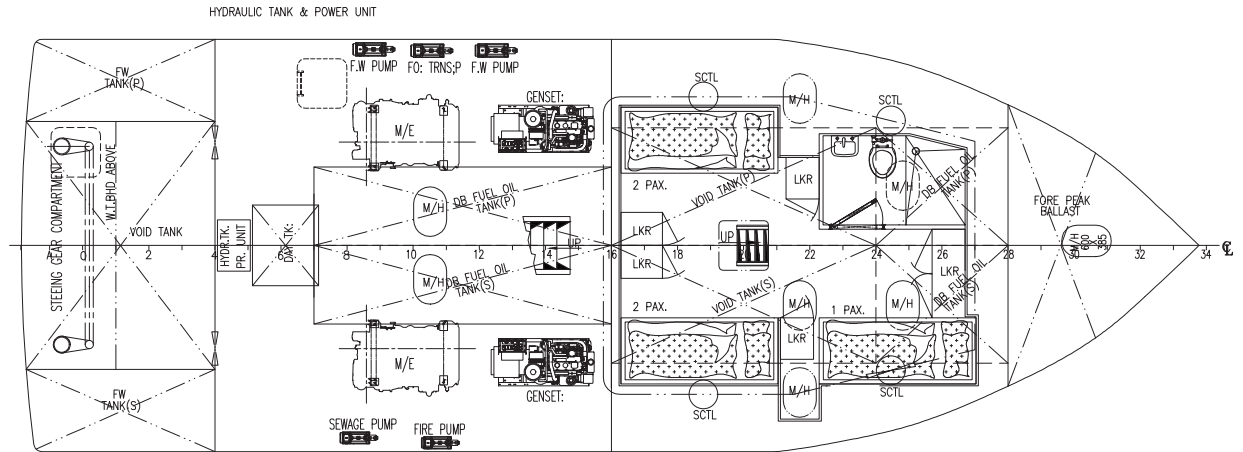 HYDRAULIC TANK & POWER UNIT
FW
TANK(P)
F.W PUMP
FO: TRNS;P
F.W PUMP
GENSET:
M/E
SCTL
M/H
SCTL
STEEING GEAR COMPARTMENT
W.T.BHD ABOVE
VOID TANK
HYDR.TK.
PR. UNIT
DAY TK:
M/H
DB FUEL OIL
TANK(P)
UP
2 PAX.
LKR
VOID TANK(P)
M/H
DB FUEL OIL
TANK(P)
LKR
UP
FORE PEAK
BALLAST
M/H
600
X
385
A 0 2 4 6 8 10 12 14 16 18 20 22 24 26 28 30 32 34
M/H
DB FUEL OIL
TANK(S)
LKR
VOID TANK(S)
LKR
DB FUEL OIL
TANK(S)
2 PAX.
M/H
1 PAX.
M/H
LKR
M/E
GENSET:
M/H
SCTL
SCTL
FW
TANK(S)
SEWAGE PUMP
FIRE PUMP